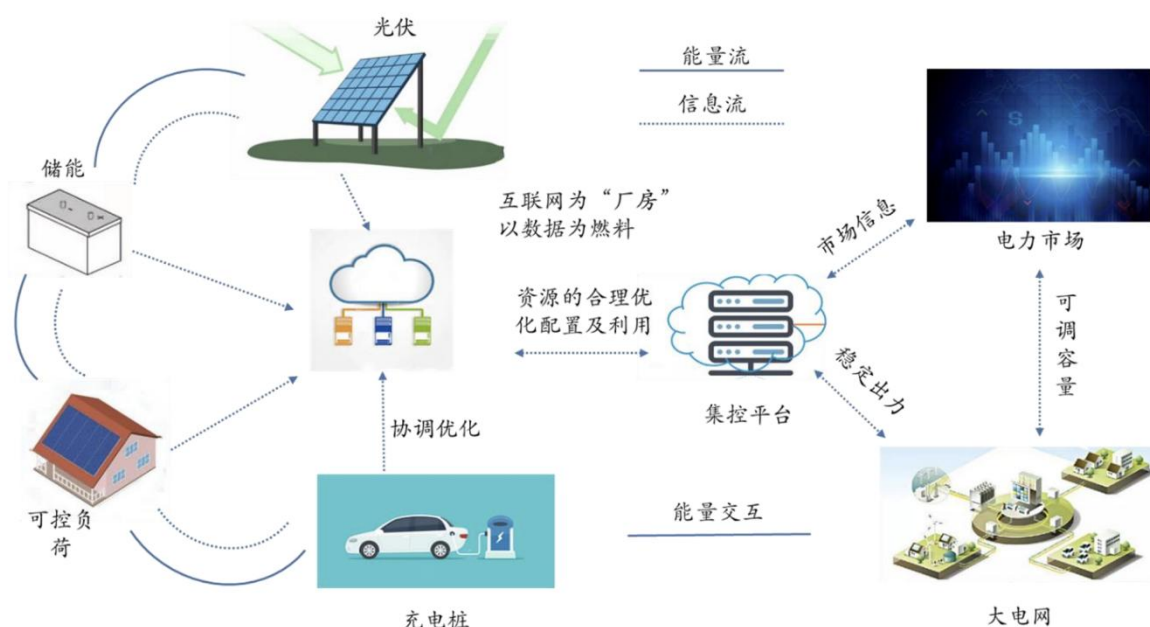 光伏
能量流
信息流
储能
互联网为“厂房”
以数据为燃料
市场信息
电力市场
资源的合理优
化配置及利用
可调容量
稳定出力
集控平台
协调优化
能量交互
可控负
荷
充电桩
大电网